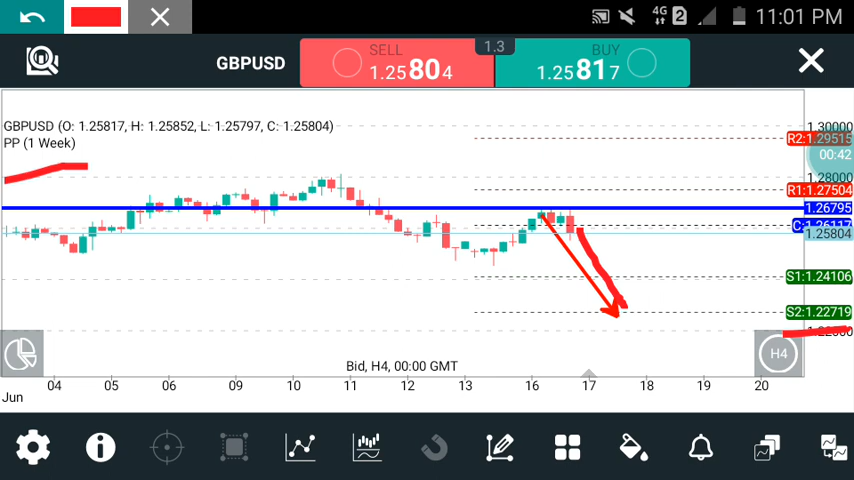 4G 2 11:01 PM
GBPUSD SELL 1.25804 1.3 BUY 1.25817
GBPUSD (O: 1.25817, H: 1.25852, L: 1.25797, C: 1.25804)
PP (1 Week)
1.30000
R2:1.29515
00:42
1.28000
R1:1.27504
1.26795
1.25804
S1:1.24106
S2:1.22719
H4
Bid, H4, 00:00 GMT
04 05 06 09 10 11 12 13 16 17 18 19 20
Jun